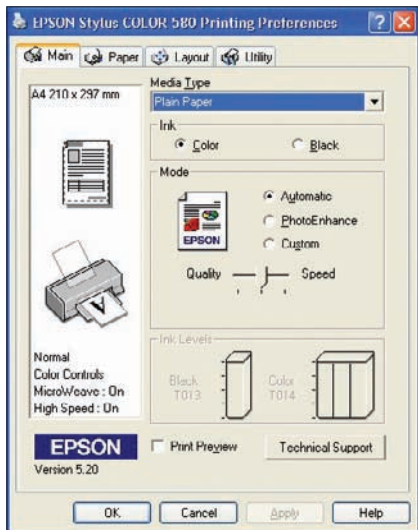 EPSON Stylus COLOR 580 Printing Preferences
Main Paper Layout Utility
A4 210 x 297 mm
Media Type
Plain Paper
Ink
Color Black
Mode
EPSON
Automatic
PhotoEnhance
Custom
Quality Speed
Normal
Color Controls
MicroWeave : On
High Speed : On
Ink Levels
Black
T013
Color
T014
EPSON
Version 5.20
Print Preview
Technical Support
OK Cancel Apply Help